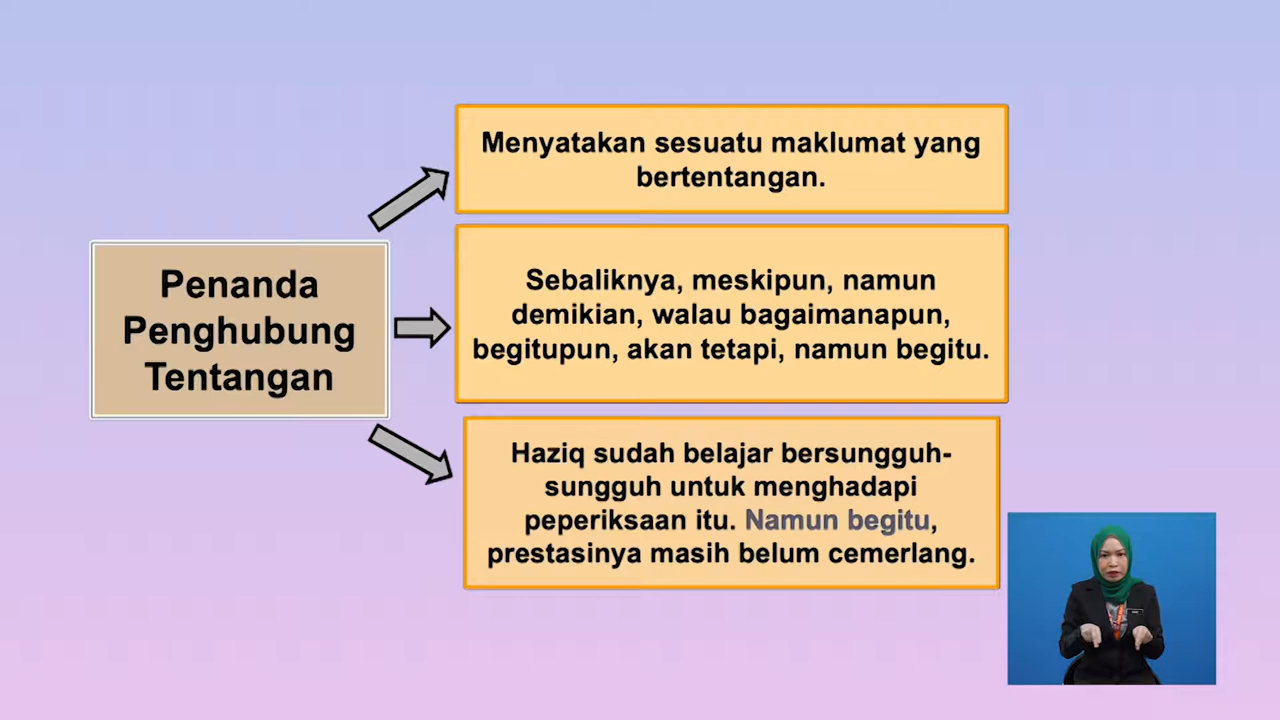 Penanda
Penghubung
Tentangan
Menyatakan sesuatu maklumat yang
bertentangan.
Sebaliknya, meskipun, namun
demikian, walau bagaimanapun,
begitupun, akan tetapi, namun begitu.
Haziq sudah belajar bersungguh-
sungguh untuk menghadapi
peperiksaan itu. Namun begitu,
prestasinya masih belum cemerlang.